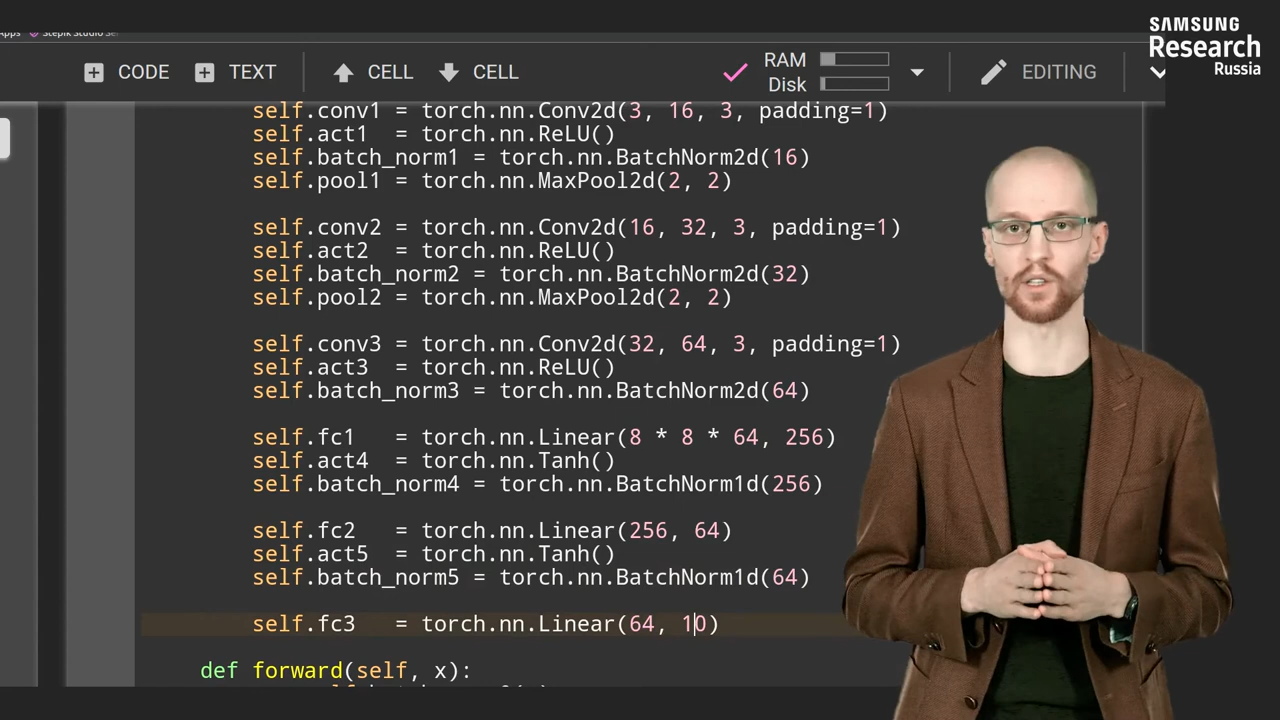 Apps Stepik Studio Se
SAMSUNG
Research
Russia
CODE TEXT CELL CELL RAM EDITING
Disk
self.conv1 = torch.nn.Conv2d(3, 16, 3, padding=1)
self.act1  = torch.nn.ReLU()
self.batch_norm1 = torch.nn.BatchNorm2d(16)
self.pool1 = torch.nn.MaxPool2d(2, 2)
self.conv2 = torch.nn.Conv2d(16, 32, 3, padding=1)
self.act2  = torch.nn.ReLU()
self.batch_norm2 = torch.nn.BatchNorm2d(32)
self.pool2 = torch.nn.MaxPool2d(2, 2)
self.conv3 = torch.nn.Conv2d(32, 64, 3, padding=1)
self.act3  = torch.nn.ReLU()
self.batch_norm3 = torch.nn.BatchNorm2d(64)
self.fc1   = torch.nn.Linear(8 * 8 * 64, 256)
self.act4  = torch.nn.Tanh()
self.batch_norm4 = torch.nn.BatchNorm1d(256)
self.fc2   = torch.nn.Linear(256, 64)
self.act5  = torch.nn.Tanh()
self.batch_norm5 = torch.nn.BatchNorm1d(64)
self.fc3   = torch.nn.Linear(64, 10)
def forward(self, x):